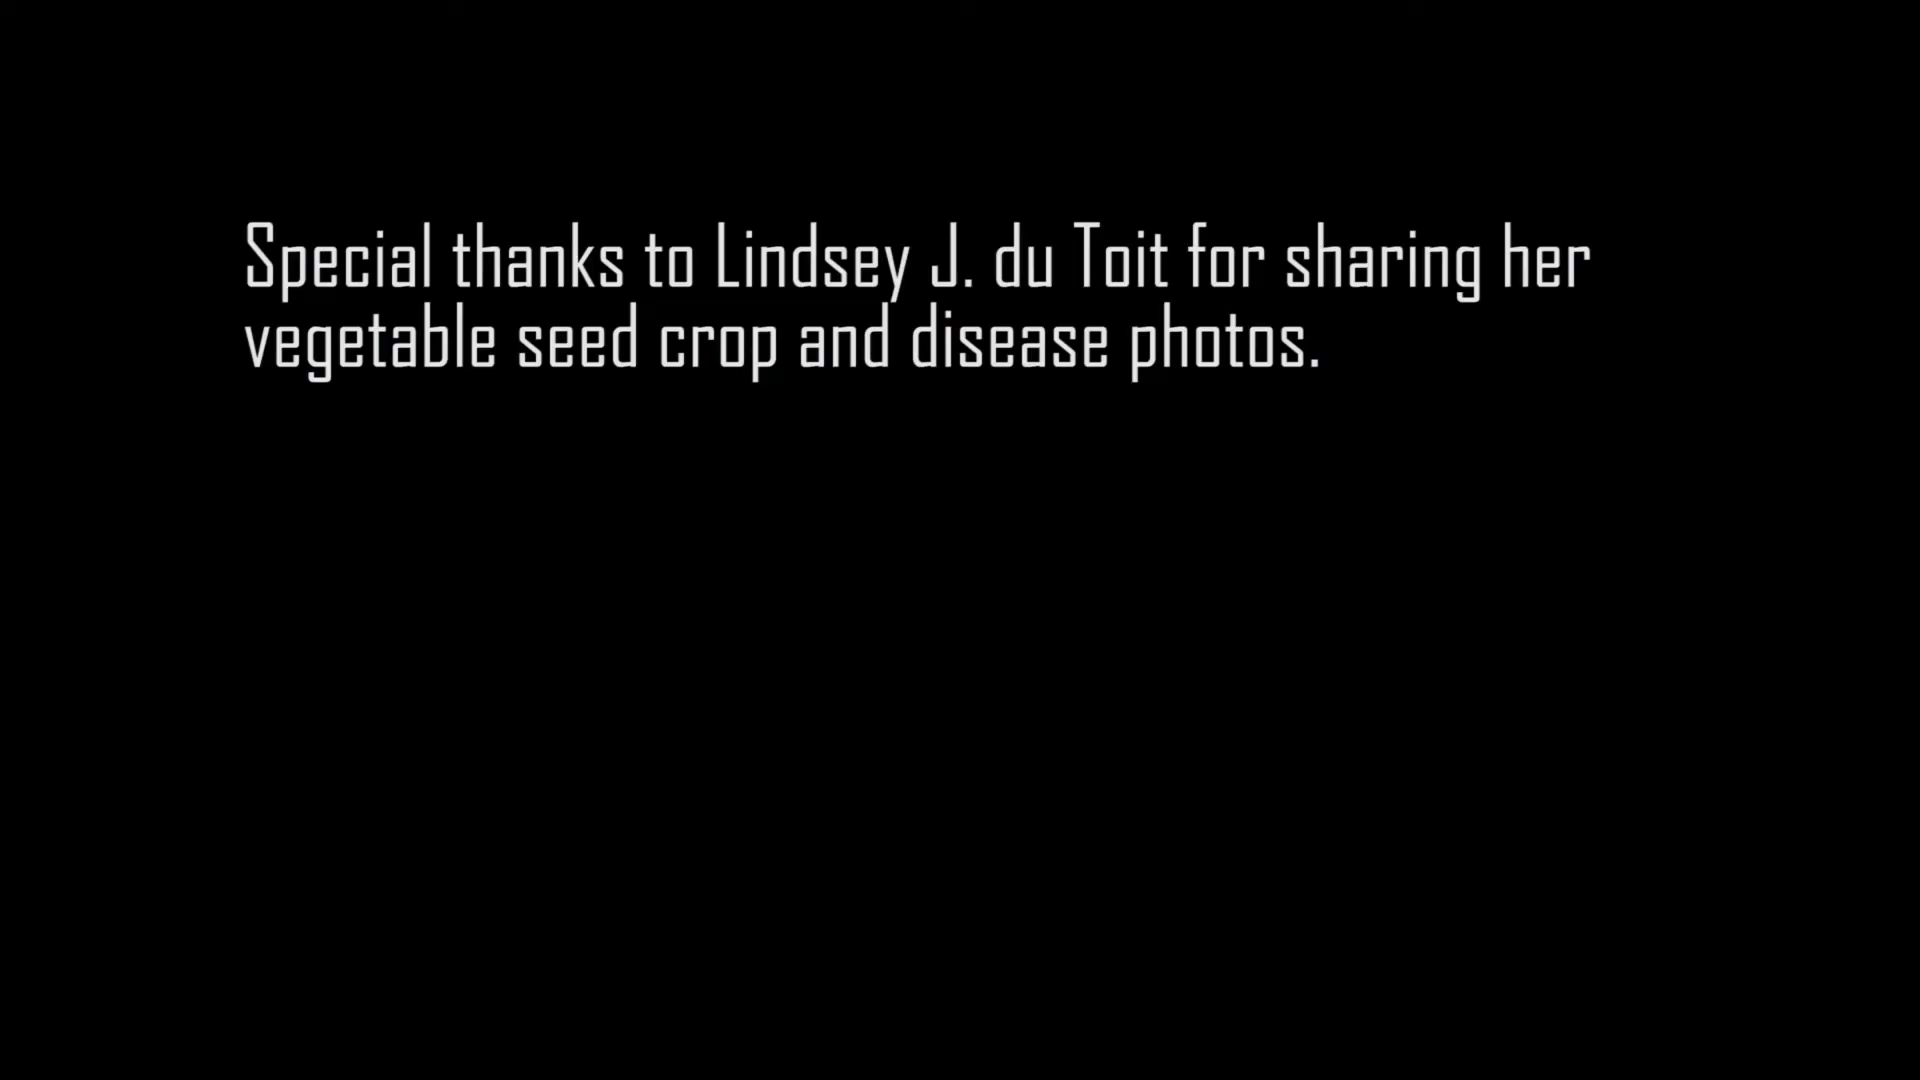 Special thanks to Lindsey J. du Toit for sharing her
vegetable seed crop and disease photos.